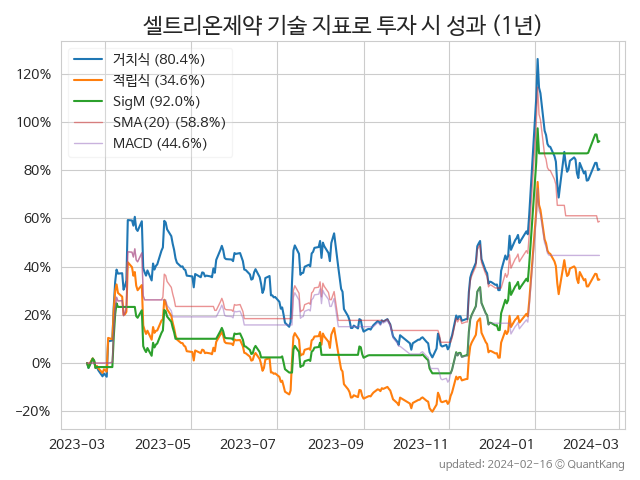 셀트리온제약 기술 지표로 투자 시 성과 (1년)
거치식 (80.4%)
적립식 (34.6%)
SigM (92.0%)
SMA(20) (58.8%)
MACD (44.6%)
120%
100%
80%
60%
40%
20%
0%
−20%
2023-03 2023-05 2023-07 2023-09 2023-11 2024-01 2024-03
updated: 2024-02-16 © QuantKang